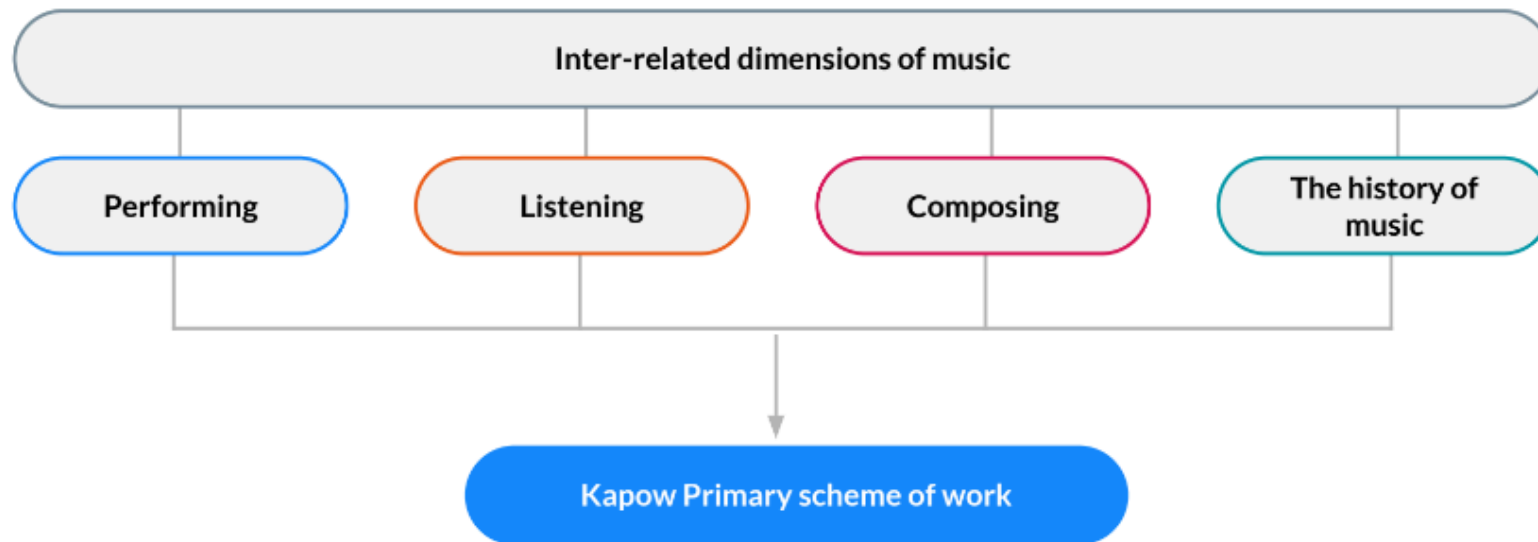 Inter-related dimensions of music
Performing
Listening
Composing
The history of
music
Kapow Primary scheme of work